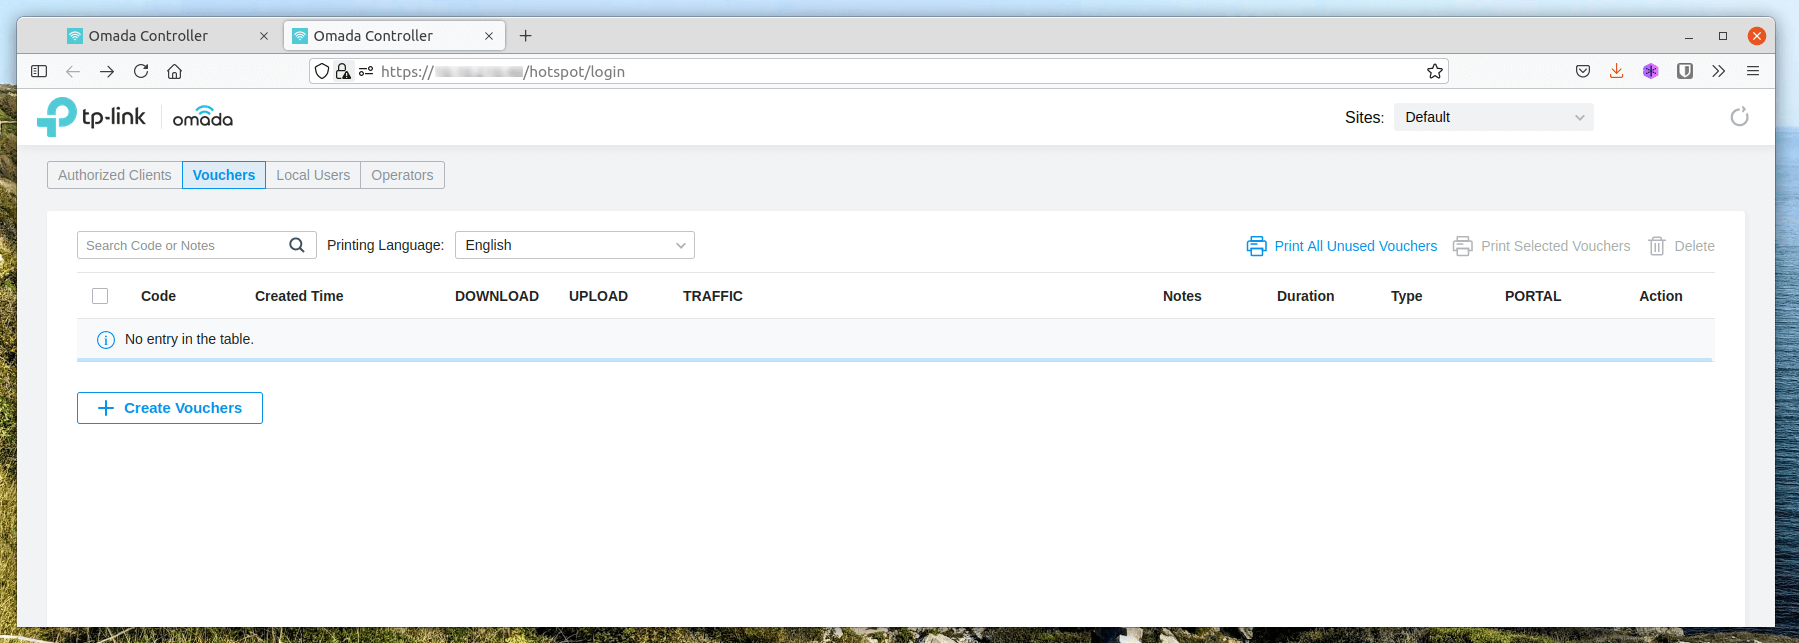 Omada Controller Omada Controller
https:// /hotspot/login
tp-link omada Sites: Default
Authorized Clients Vouchers Local Users Operators
Search Code or Notes Printing Language: English Print All Unused Vouchers Print Selected Vouchers Delete
Code Created Time DOWNLOAD UPLOAD TRAFFIC Notes Duration Type PORTAL Action
No entry in the table.
Create Vouchers